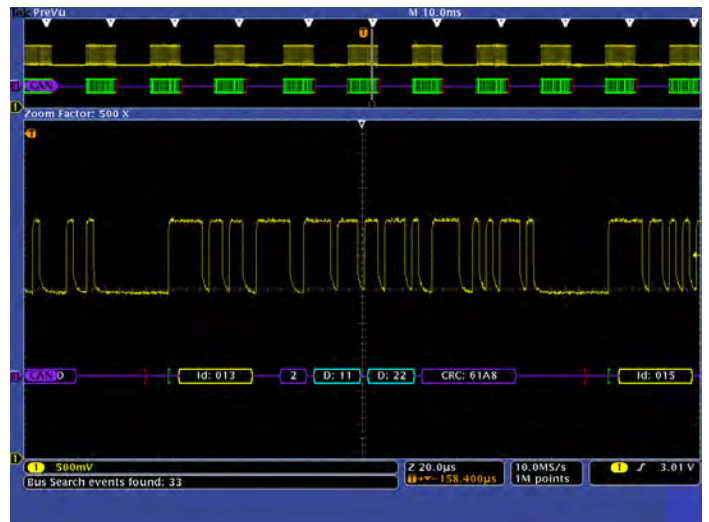 Tek PreVu M 10.0ms
CAN
Zoom Factor: 500 X
CAN D Id: 013 2 D: 11 D: 22 CRC: 61A8 Id: 015
1 500mV Z 20.0µs 10.0MS/s 1 3.01 V
-158.400µs 1M points
Bus Search events found: 33